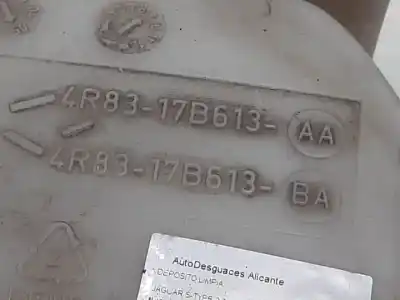 4R83-17B613- AA
4R83-17B613- BA
AutoDesguaces Alicante
DEPOSITO LIMPIA
JAGUAR S-TYPE